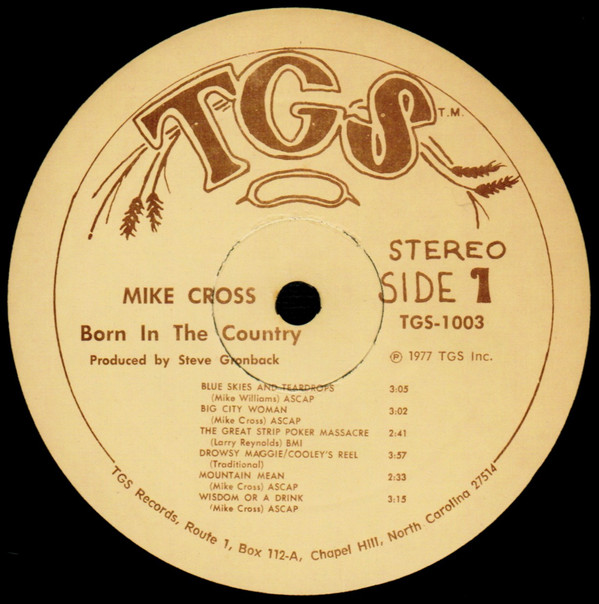 TGS
T.M.
STEREO
SIDE 1
MIKE CROSS
TGS-1003
Born In The Country
Produced by Steve Gronback
℗ 1977 TGS Inc.
BLUE SKIES AND TEARDROPS 3:05
(Mike Williams) ASCAP
BIG CITY WOMAN 3:02
(Mike Cross) ASCAP
THE GREAT STRIP POKER MASSACRE 2:41
(Larry Reynolds) BMI
DROWSY MAGGIE/COOLEY'S REEL 3:57
(Traditional)
MOUNTAIN MEAN 2:33
(Mike Cross) ASCAP
WISDOM OR A DRINK 3:15
(Mike Cross) ASCAP
TGS Records, Route 1, Box 112-A, Chapel Hill, North Carolina 27514